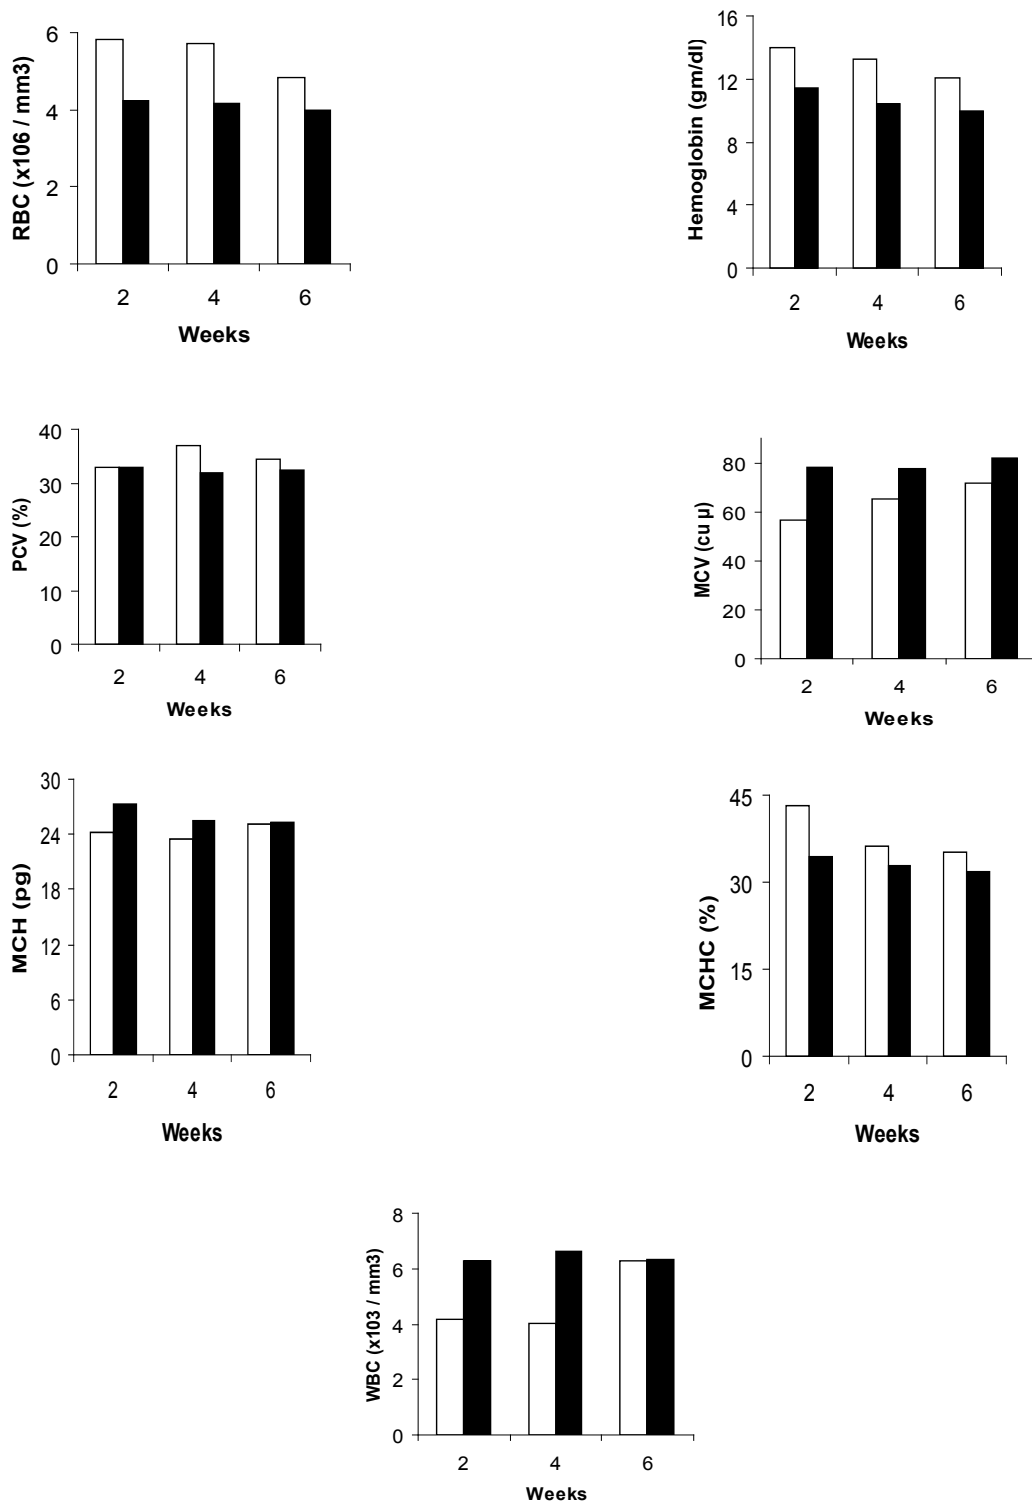 RBC (x106 / mm3)
6
4
2
0
2 4 6
Weeks
Hemoglobin (gm/dl)
16
12
8
4
0
2 4 6
Weeks
PCV (%)
40
30
20
10
0
2 4 6
Weeks
MCV (cu µ)
80
60
40
20
0
2 4 6
Weeks
MCH (pg)
30
24
18
12
6
0
2 4 6
Weeks
MCHC (%)
45
30
15
0
2 4 6
Weeks
WBC (x103 / mm3)
8
6
4
2
0
2 4 6
Weeks